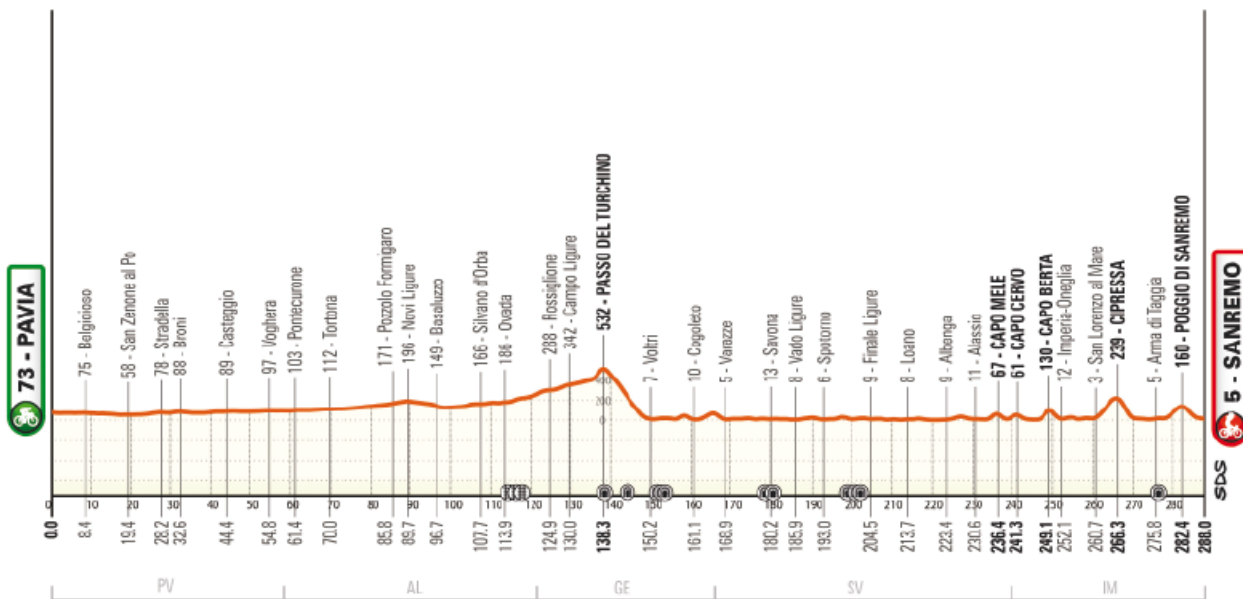 73 - PAVIA
75 - Belgioioso
58 - San Zenone al Po
78 - Stradella
88 - Broni
89 - Casteggio
97 - Voghera
103 - Pontecurone
112 - Tortona
171 - Pozzolo Formigaro
196 - Novi Ligure
149 - Basaluzzo
166 - Silvano d'Orba
186 - Ovada
288 - Rossiglione
342 - Campo Ligure
532 - PASSO DEL TURCHINO
7 - Voltri
10 - Cogoleto
5 - Varazze
13 - Savona
8 - Vado Ligure
6 - Spotorno
9 - Finale Ligure
8 - Loano
9 - Albenga
11 - Alassio
67 - CAPO MELE
61 - CAPO CERVO
130 - CAPO BERTA
12 - Imperia-Oneglia
3 - San Lorenzo al Mare
239 - CIPRESSA
5 - Arma di Taggia
160 - POGGIO DI SANREMO
5 - SANREMO
400
200
0
SDS
0 10 20 30 40 50 60 70 80 90 100 110 120 130 140 150 160 170 180 190 200 210 220 230 240 250 260 270 280
0.0 8.4 19.4 28.2 32.6 44.4 54.8 61.4 70.0 85.8 89.7 96.7 107.7 113.9 124.9 130.0 138.3 150.2 161.1 168.9 180.2 185.9 193.0 204.5 213.7 223.4 230.6 236.4 241.3 249.1 252.1 260.7 266.3 275.8 282.4 288.0
PV AL GE SV IM